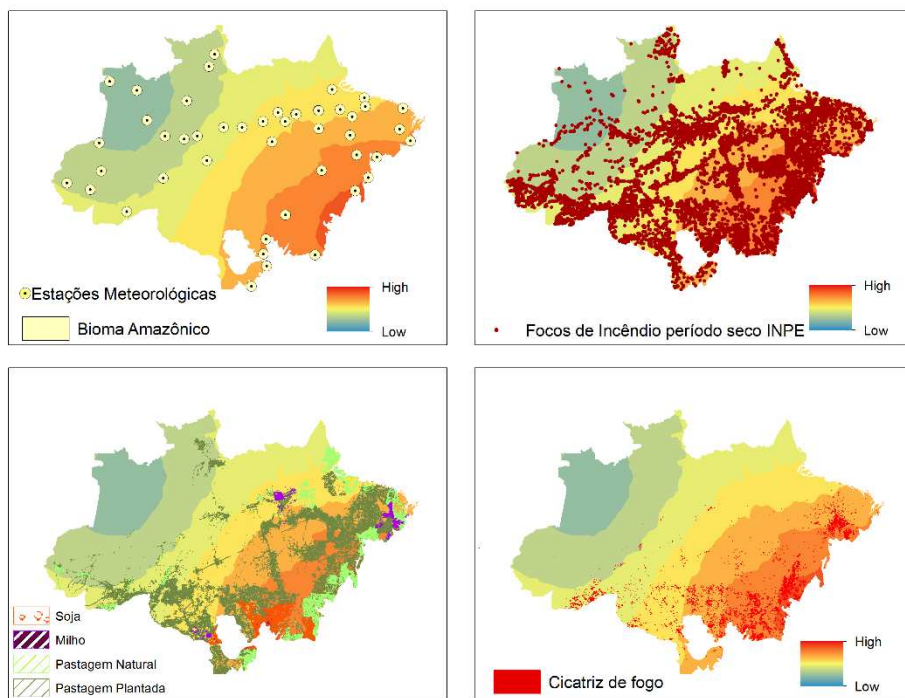 Estações Meteorológicas
Bioma Amazônico
High
Low
Focos de Incêndio período seco INPE
High
Low
Soja
Milho
Pastagem Natural
Pastagem Plantada
Cicatriz de fogo
High
Low